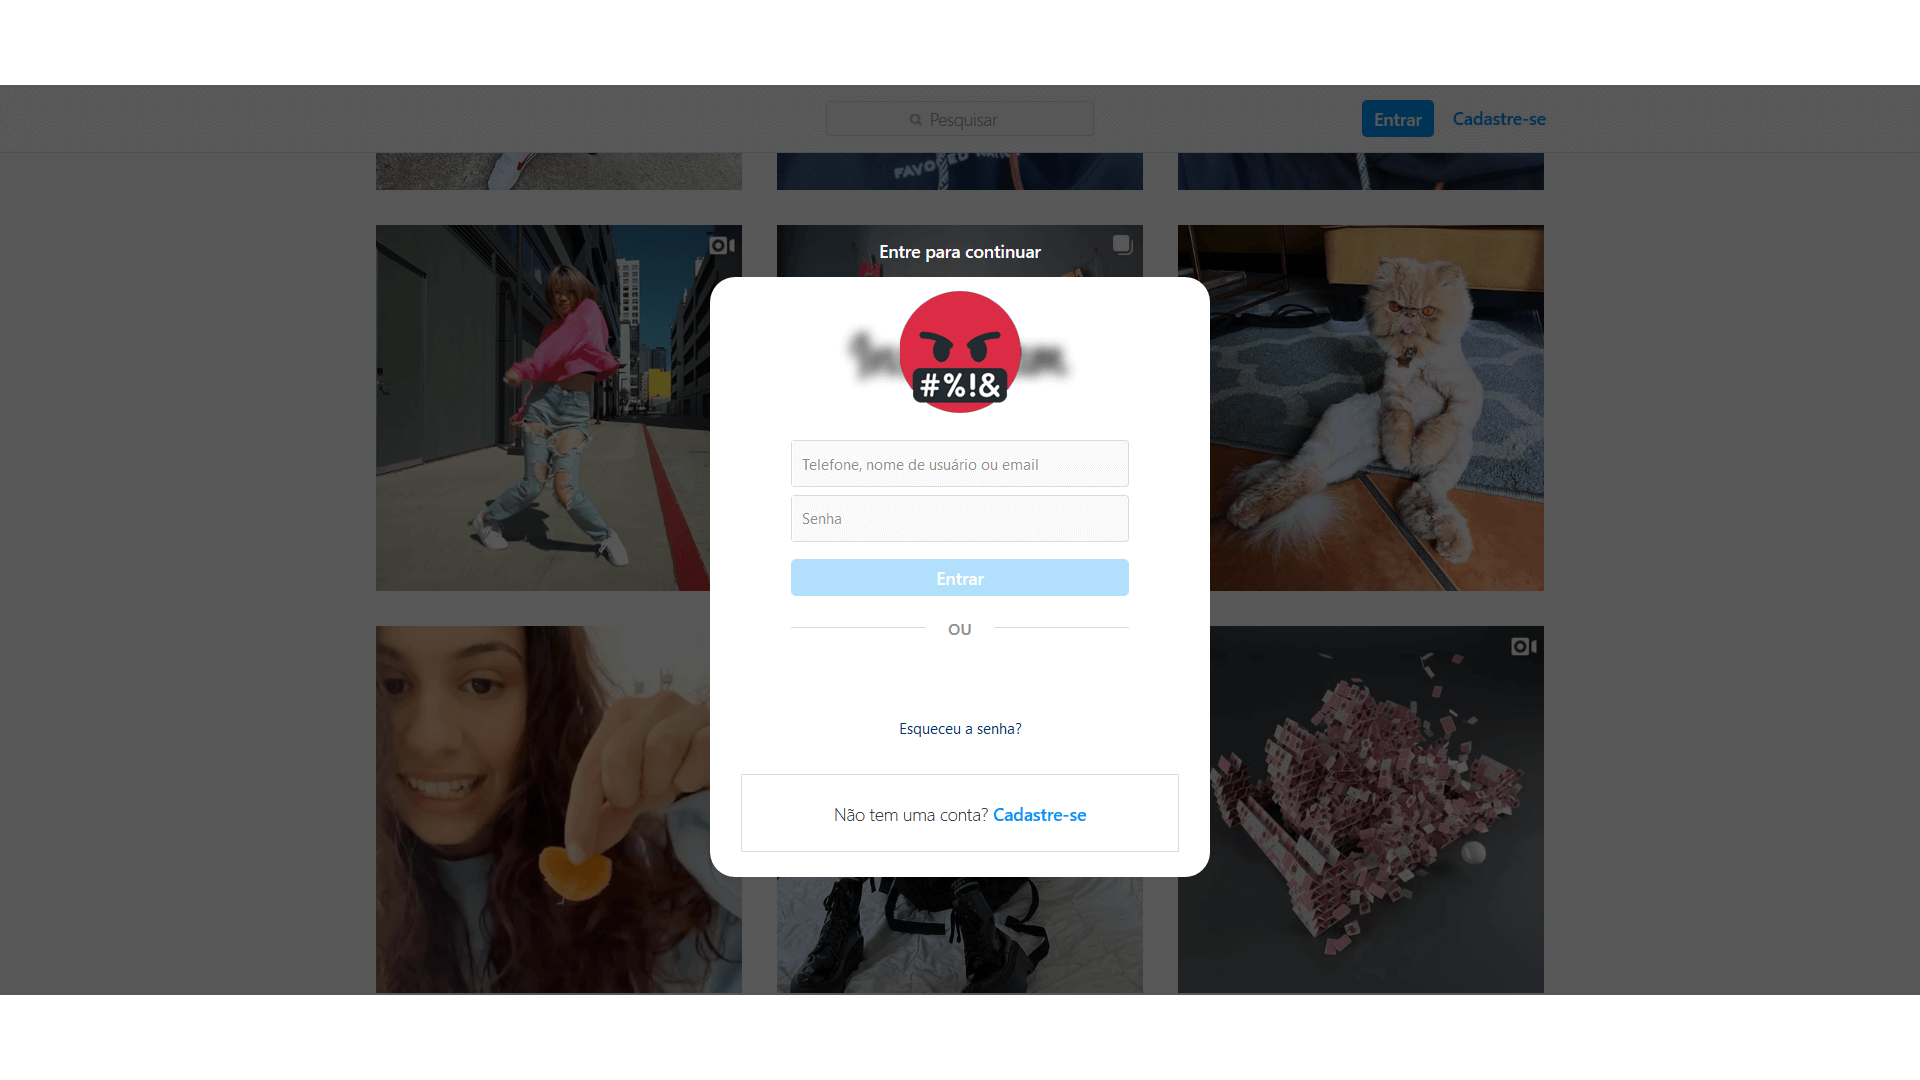 Pesquisar
Entrar
Cadastre-se
FAVORED
Entre para continuar
#%!&
Telefone, nome de usuário ou email
Senha
Entrar
OU
Esqueceu a senha?
Não tem uma conta? Cadastre-se